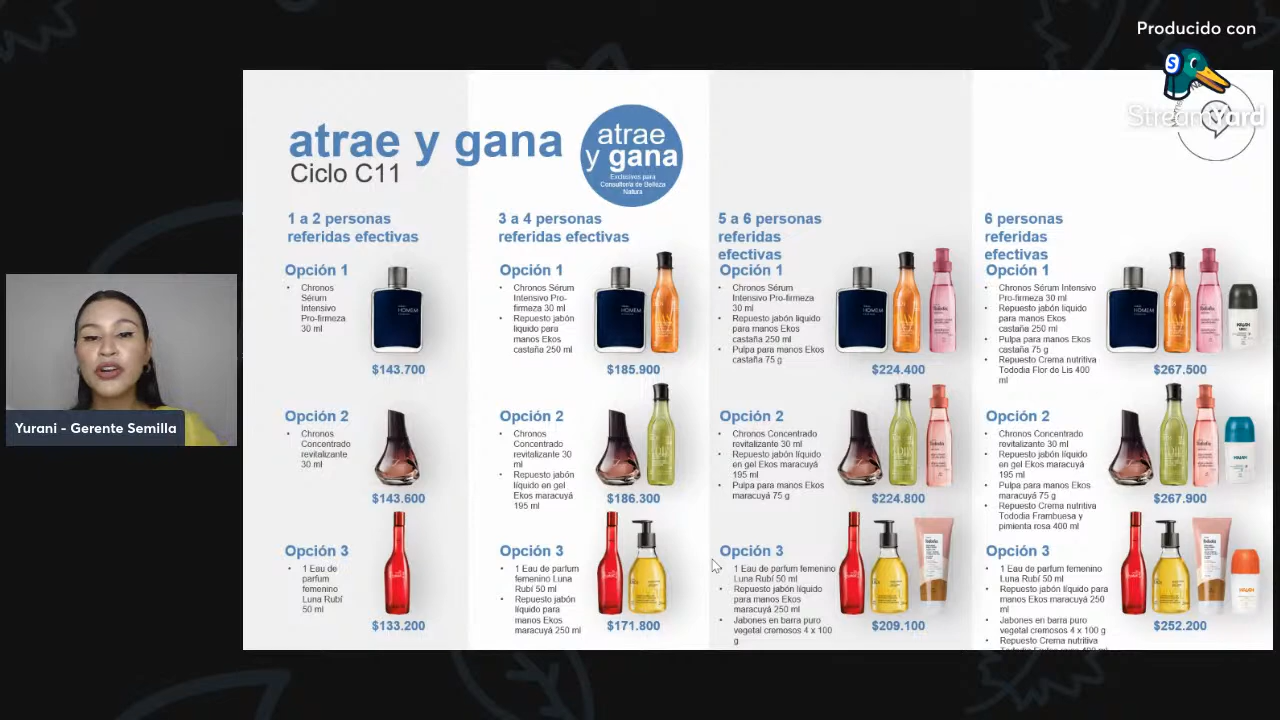 Producido con
StreamYard
atrae y gana
Ciclo C11
atrae
y gana
Exclusivos para
Consultoría de Belleza
Natura
1 a 2 personas
referidas efectivas
Opción 1
• Chronos
Sérum
Intensivo
Pro-firmeza
30 ml
$143.700
Opción 2
• Chronos
Concentrado
revitalizante
30 ml
$143.600
Opción 3
• 1 Eau de
parfum
femenino
Luna Rubí
50 ml
$133.200
3 a 4 personas
referidas efectivas
Opción 1
• Chronos Sérum
Intensivo Pro-
firmeza 30 ml
• Repuesto jabón
líquido para
manos Ekos
castaña 250 ml
$185.900
Opción 2
• Chronos
Concentrado
revitalizante 30
ml
• Repuesto jabón
líquido en gel
Ekos maracuyá
195 ml
$186.300
Opción 3
• 1 Eau de parfum
femenino Luna
Rubí 50 ml
• Repuesto jabón
líquido para
manos Ekos
maracuyá 250 ml
$171.800
5 a 6 personas
referidas
efectivas
Opción 1
• Chronos Sérum
Intensivo Pro-firmeza
30 ml
• Repuesto jabón líquido
para manos Ekos
castaña 250 ml
• Pulpa para manos Ekos
castaña 75 g
$224.400
Opción 2
• Chronos Concentrado
revitalizante 30 ml
• Repuesto jabón líquido
en gel Ekos maracuyá
195 ml
• Pulpa para manos Ekos
maracuyá 75 g
$224.800
Opción 3
• 1 Eau de parfum femenino
Luna Rubí 50 ml
• Repuesto jabón líquido
para manos Ekos
maracuyá 250 ml
• Jabones en barra puro
vegetal cremosos 4 x 100
g
$209.100
6 personas
referidas
efectivas
Opción 1
• Chronos Sérum Intensivo
Pro-firmeza 30 ml
• Repuesto jabón líquido
para manos Ekos
castaña 250 ml
• Pulpa para manos Ekos
castaña 75 g
• Repuesto Crema nutritiva
Tododia Flor de Lis 400
ml
$267.500
Opción 2
• Chronos Concentrado
revitalizante 30 ml
• Repuesto jabón líquido
en gel Ekos maracuyá
195 ml
• Pulpa para manos Ekos
maracuyá 75 g
• Repuesto Crema nutritiva
Tododia Frambuesa y
pimienta rosa 400 ml
$267.900
Opción 3
• 1 Eau de parfum femenino
Luna Rubí 50 ml
• Repuesto jabón líquido para
manos Ekos maracuyá 250
ml
• Jabones en barra puro vegetal
cremosos 4 x 100 g
• Repuesto Crema nutritiva
$252.200
Yurani - Gerente Semilla